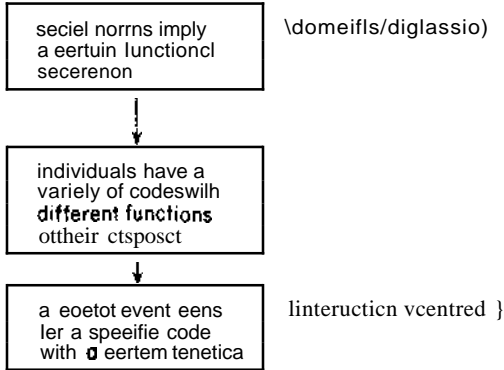 seciel norrns imply
a eertuin Iunctioncl
secerenon
\domeifls/diglassio)
individuals have a
variely of codeswilh
different functions
ottheir ctsposct
a eoetot event eens
ler a speeifie code
with a eertem tenetica
linteructicn vcentred }